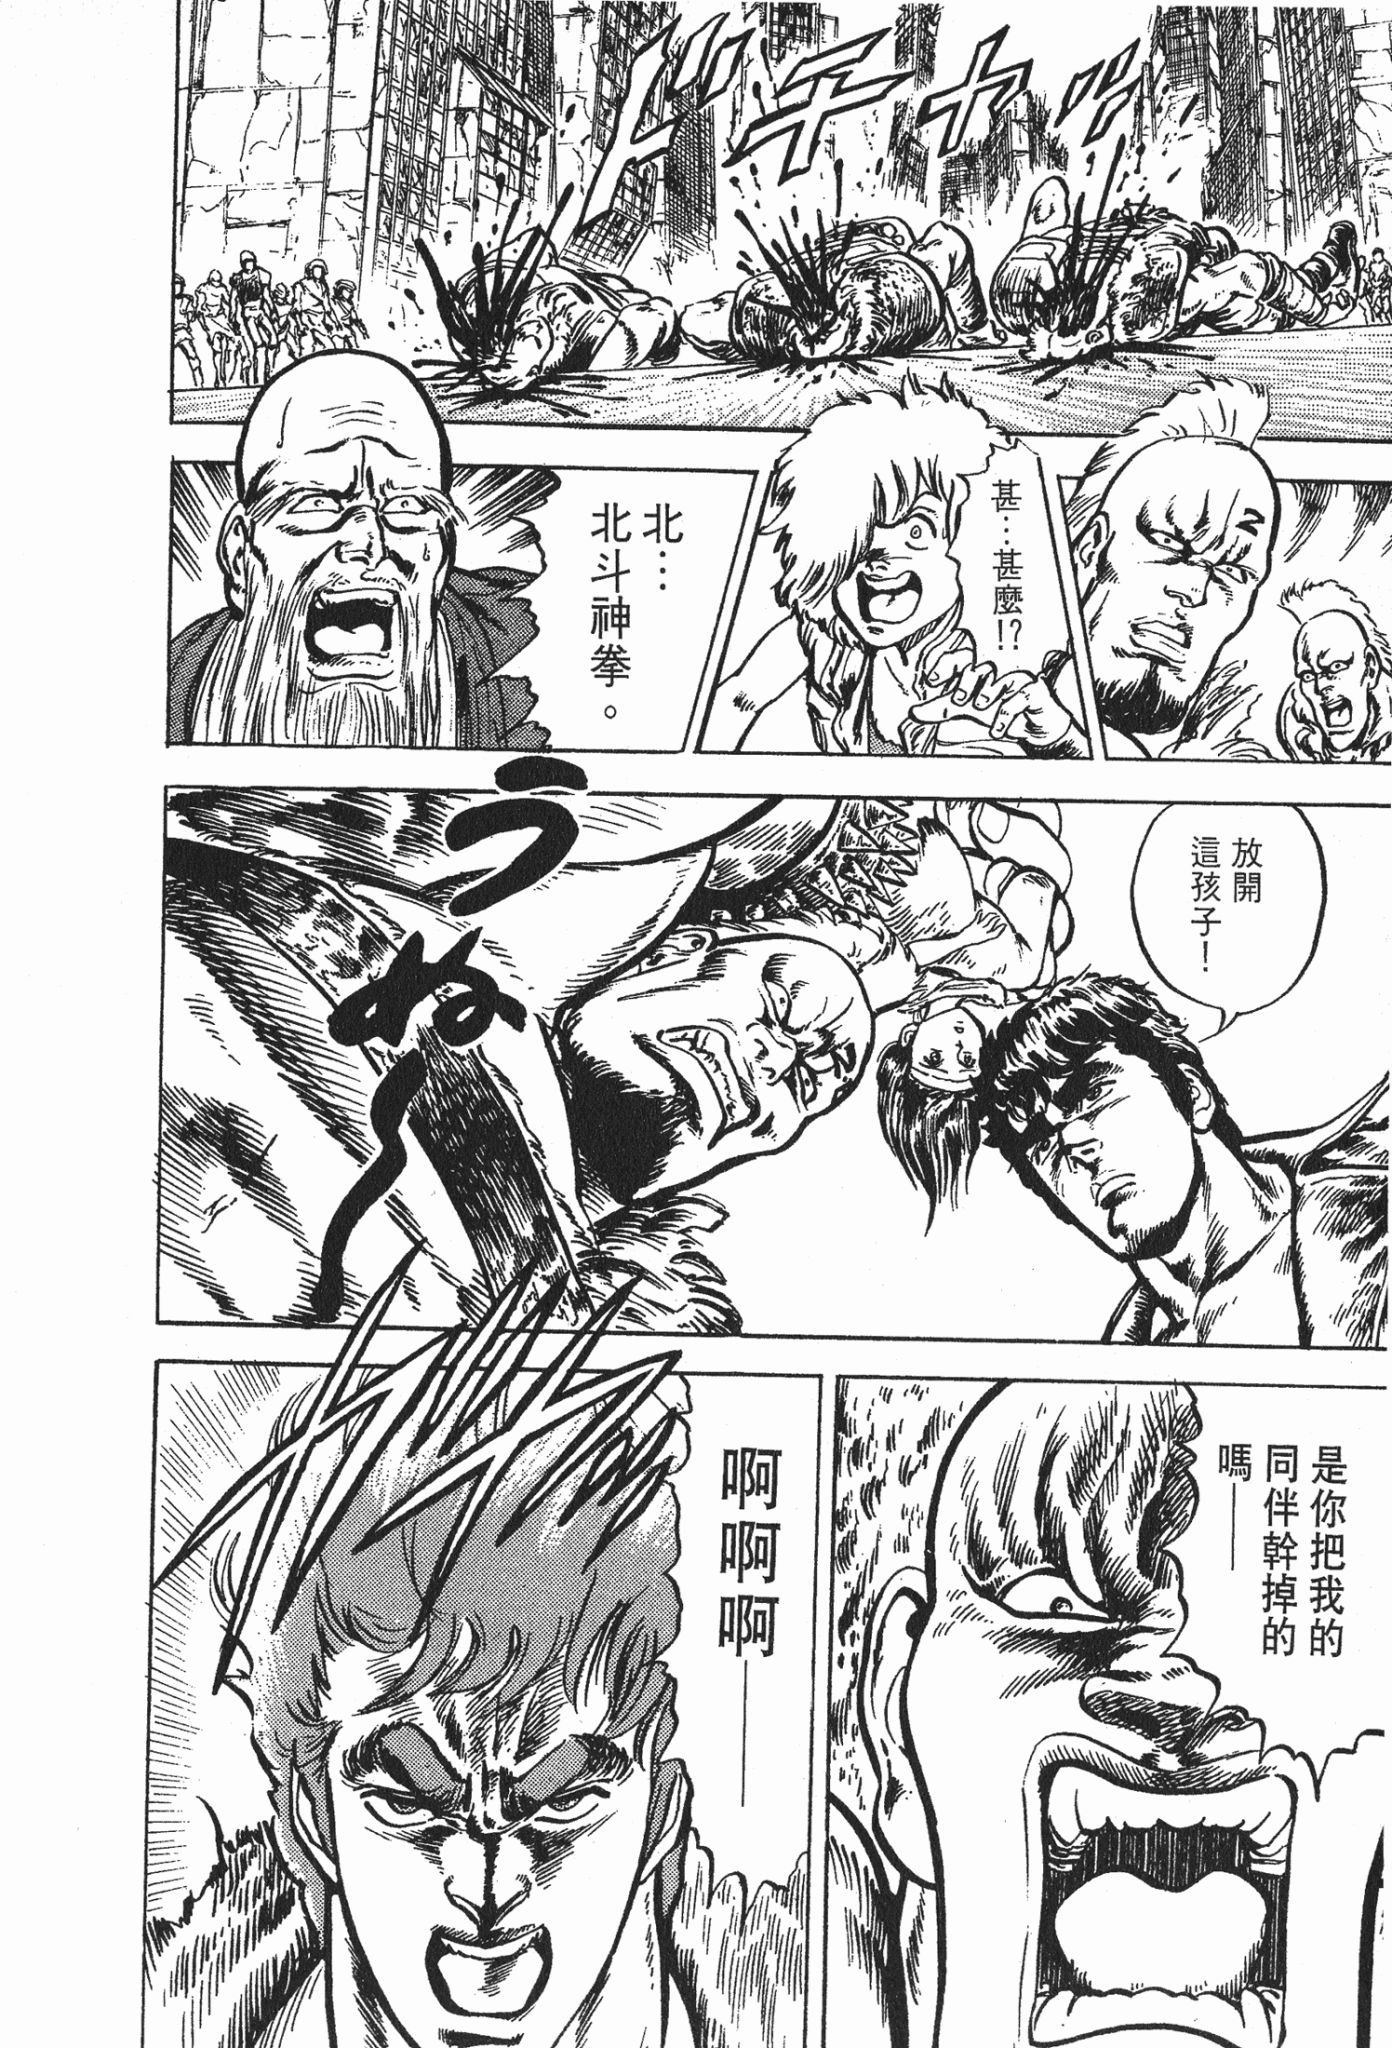 ドチャッ
甚…甚麼!?
北…
北斗神拳。
放開
這孩子!
うぬ
是你把我的
同伴幹掉的
嗎——
啊啊啊——